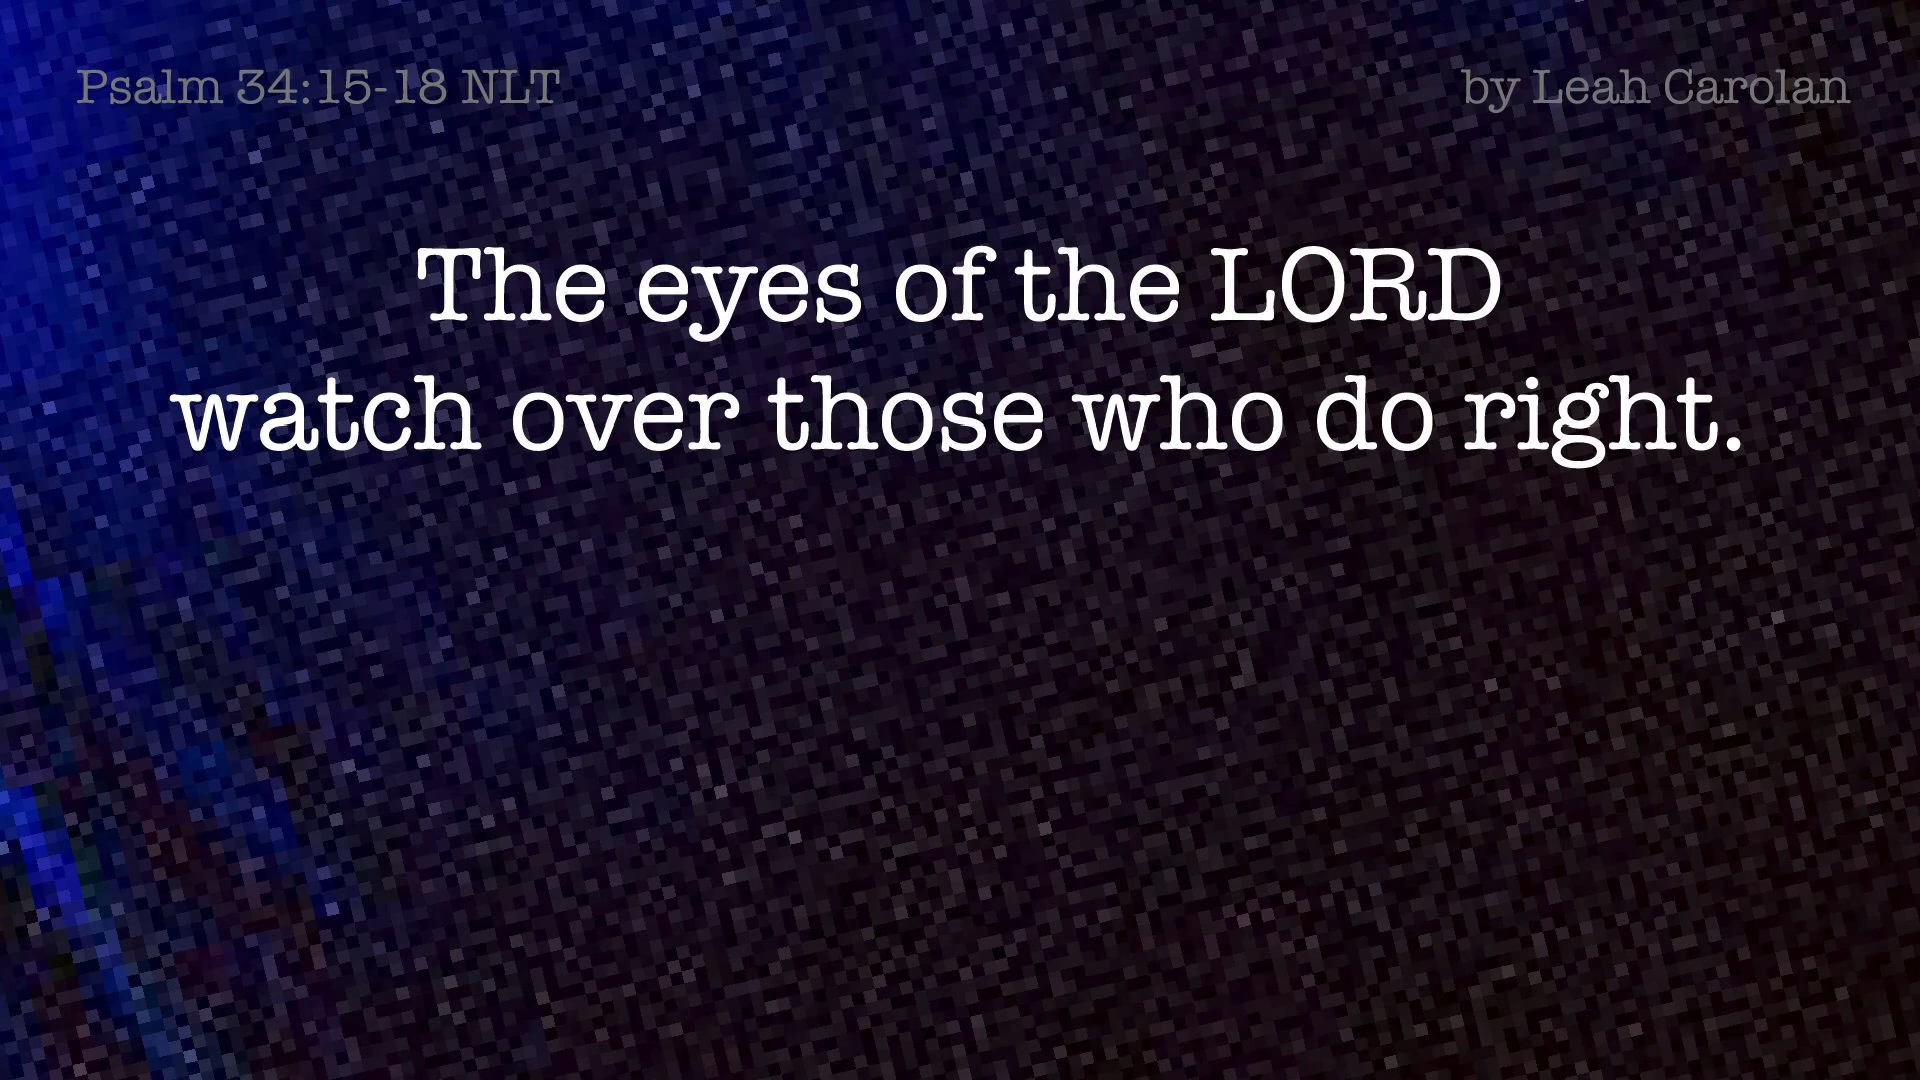 Psalm 34:15-18 NLT
by Leah Carolan
The eyes of the LORD
watch over those who do right.